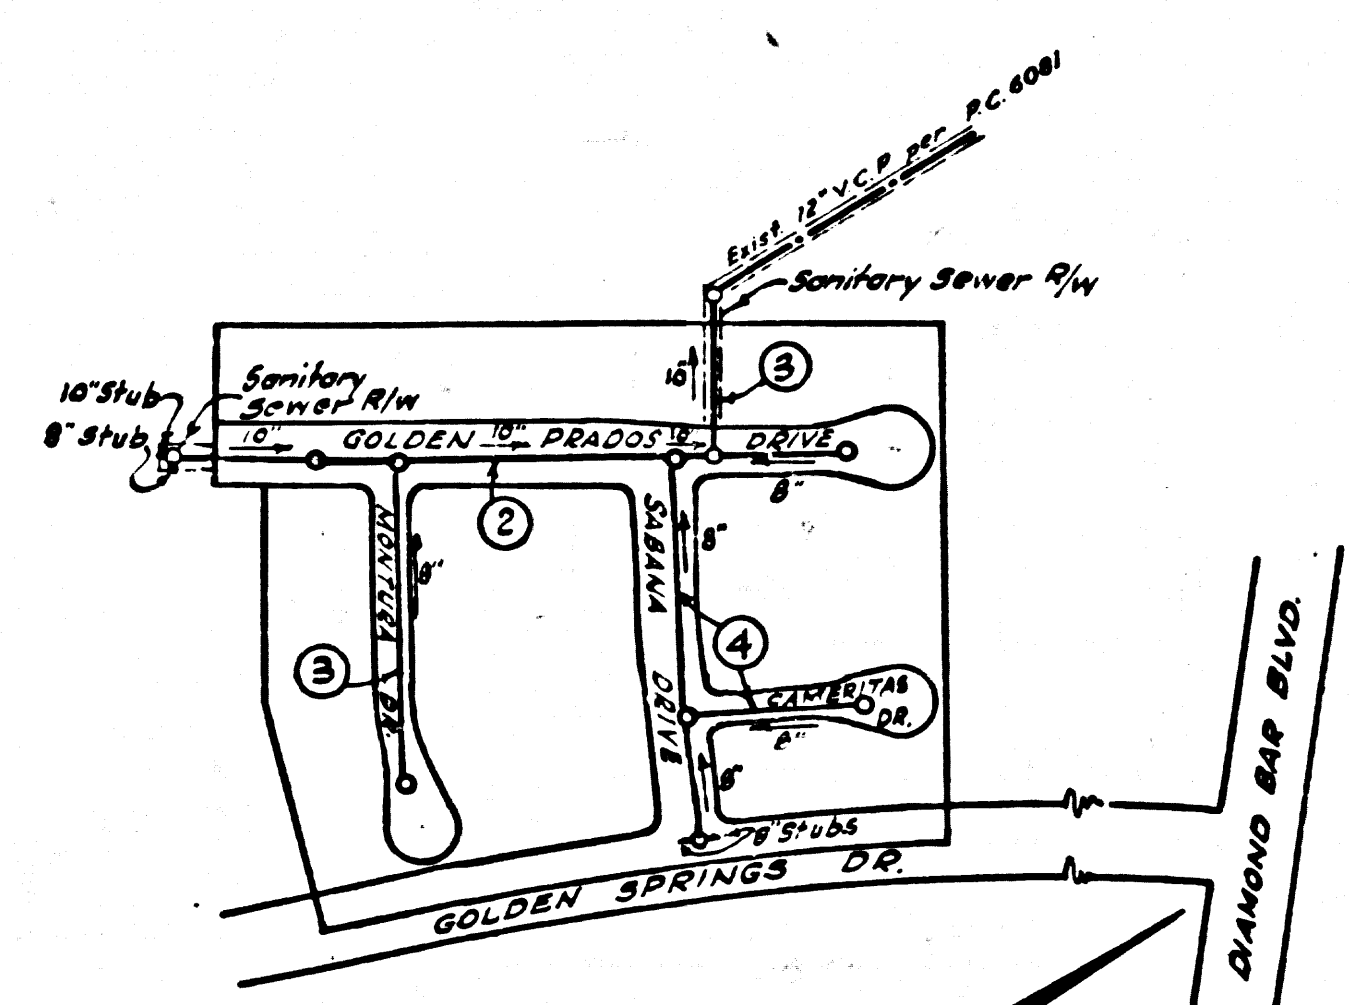 Exist. 12" V.C.P. per P.C. 6081
Sanitary Sewer R/W
10"
3
Sanitary
Sewer R/W
10" Stub
8" Stub
10"
GOLDEN 10" PRADOS 10" DRIVE
8"
2
MONTURA DR.
8"
3
SABANA DRIVE
8"
4
CAMERITAS
DR.
8"
8"
8" Stubs
GOLDEN SPRINGS DR.
DIAMOND BAR BLVD.